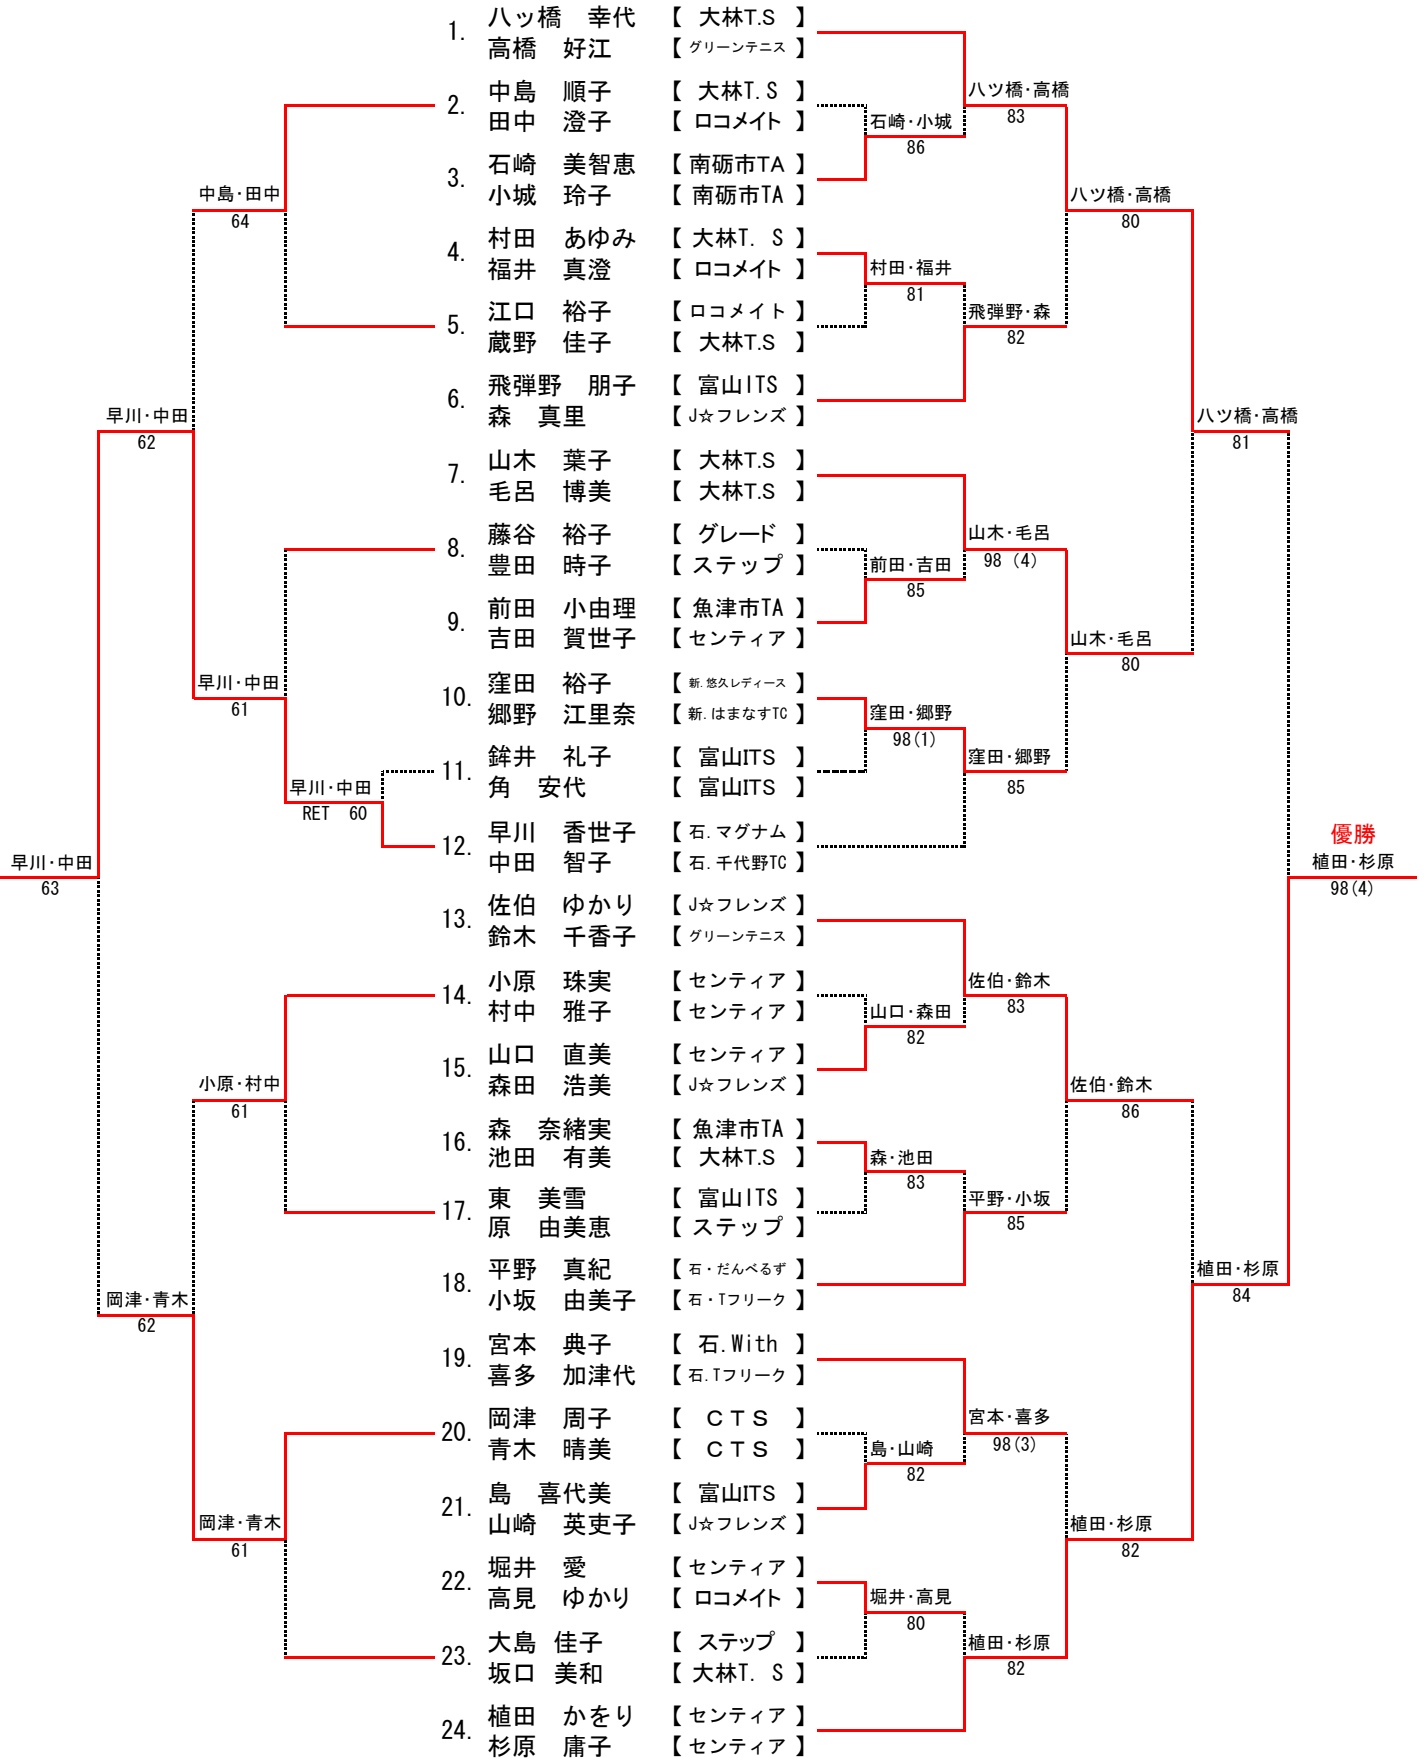 1. 八ッ橋 幸代 【 大林T.S 】
高橋 好江 【 グリーンテニス 】
2. 中島 順子 【 大林T.S 】
田中 澄子 【 ロコメイト 】
3. 石崎 美智恵 【 南砺市TA 】
小城 玲子 【 南砺市TA 】
4. 村田 あゆみ 【 大林T. S 】
福井 真澄 【 ロコメイト 】
5. 江口 裕子 【 ロコメイト 】
蔵野 佳子 【 大林T.S 】
6. 飛弾野 朋子 【 富山ITS 】
森 真里 【 J☆フレンズ 】
7. 山木 葉子 【 大林T.S 】
毛呂 博美 【 大林T.S 】
8. 藤谷 裕子 【 グレード 】
豊田 時子 【 ステップ 】
9. 前田 小由理 【 魚津市TA 】
吉田 賀世子 【 センティア 】
10. 窪田 裕子 【 新.悠久レディース 】
郷野 江里奈 【 新.はまなすTC 】
11. 鉾井 礼子 【 富山ITS 】
角 安代 【 富山ITS 】
12. 早川 香世子 【 石.マグナム 】
中田 智子 【 石.千代野TC 】
13. 佐伯 ゆかり 【 J☆フレンズ 】
鈴木 千香子 【 グリーンテニス 】
14. 小原 珠実 【 センティア 】
村中 雅子 【 センティア 】
15. 山口 直美 【 センティア 】
森田 浩美 【 J☆フレンズ 】
16. 森 奈緒実 【 魚津市TA 】
池田 有美 【 大林T.S 】
17. 東 美雪 【 富山ITS 】
原 由美恵 【 ステップ 】
18. 平野 真紀 【 石・だんべるず 】
小坂 由美子 【 石・Tフリーク 】
19. 宮本 典子 【 石.With 】
喜多 加津代 【 石.Tフリーク 】
20. 岡津 周子 【 CTS 】
青木 晴美 【 CTS 】
21. 島 喜代美 【 富山ITS 】
山崎 英吏子 【 J☆フレンズ 】
22. 堀井 愛 【 センティア 】
高見 ゆかり 【 ロコメイト 】
23. 大島 佳子 【 ステップ 】
坂口 美和 【 大林T. S 】
24. 植田 かをり 【 センティア 】
杉原 庸子 【 センティア 】
石崎・小城
86
村田・福井
81
前田・吉田
85
窪田・郷野
98(1)
山口・森田
82
森・池田
83
島・山崎
82
堀井・高見
80
八ツ橋・高橋
83
飛弾野・森
82
山木・毛呂
98 (4)
窪田・郷野
85
佐伯・鈴木
83
平野・小坂
85
宮本・喜多
98(3)
植田・杉原
82
八ツ橋・高橋
80
山木・毛呂
80
佐伯・鈴木
86
植田・杉原
82
八ツ橋・高橋
81
植田・杉原
84
優勝
植田・杉原
98(4)
早川・中田
RET 60
中島・田中
64
早川・中田
61
小原・村中
61
岡津・青木
61
早川・中田
62
岡津・青木
62
早川・中田
63